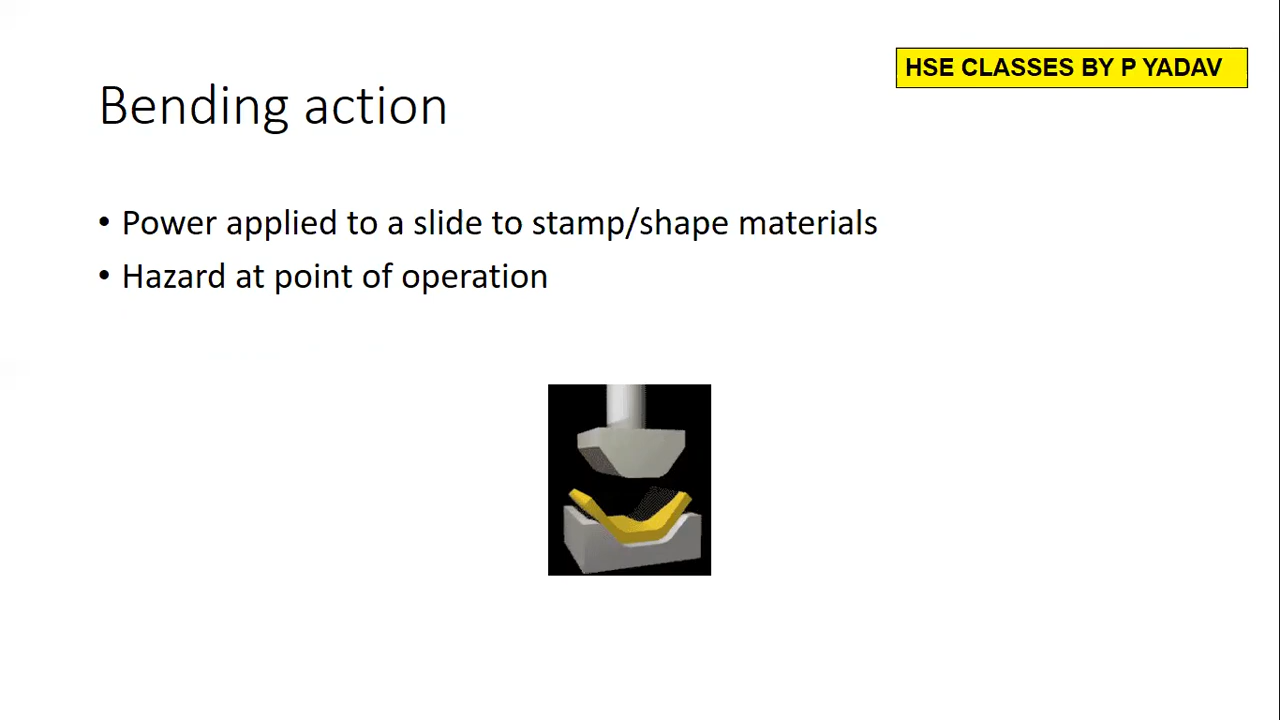 HSE CLASSES BY P YADAV
Bending action
• Power applied to a slide to stamp/shape materials
• Hazard at point of operation